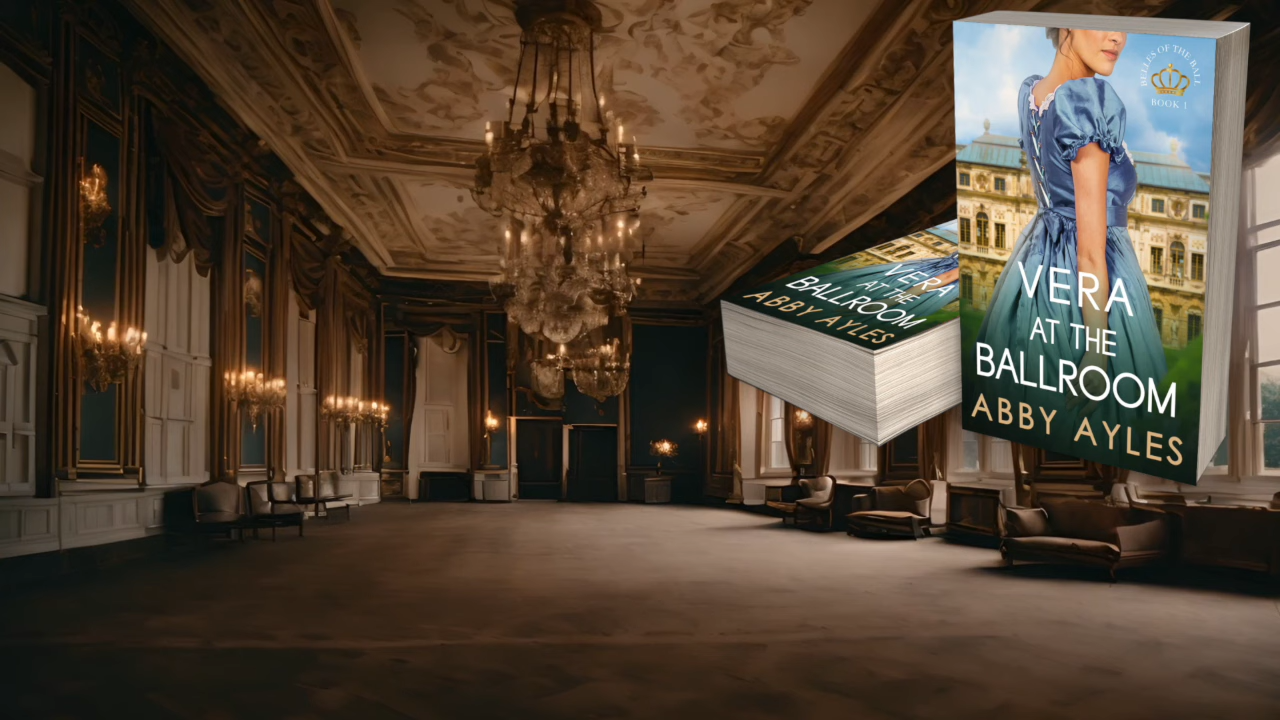 BELLES OF THE BALL
BOOK 1
VERA
AT THE
BALLROOM
ABBY AYLES
VERA
AT THE
BALLROOM
ABBY AYLES